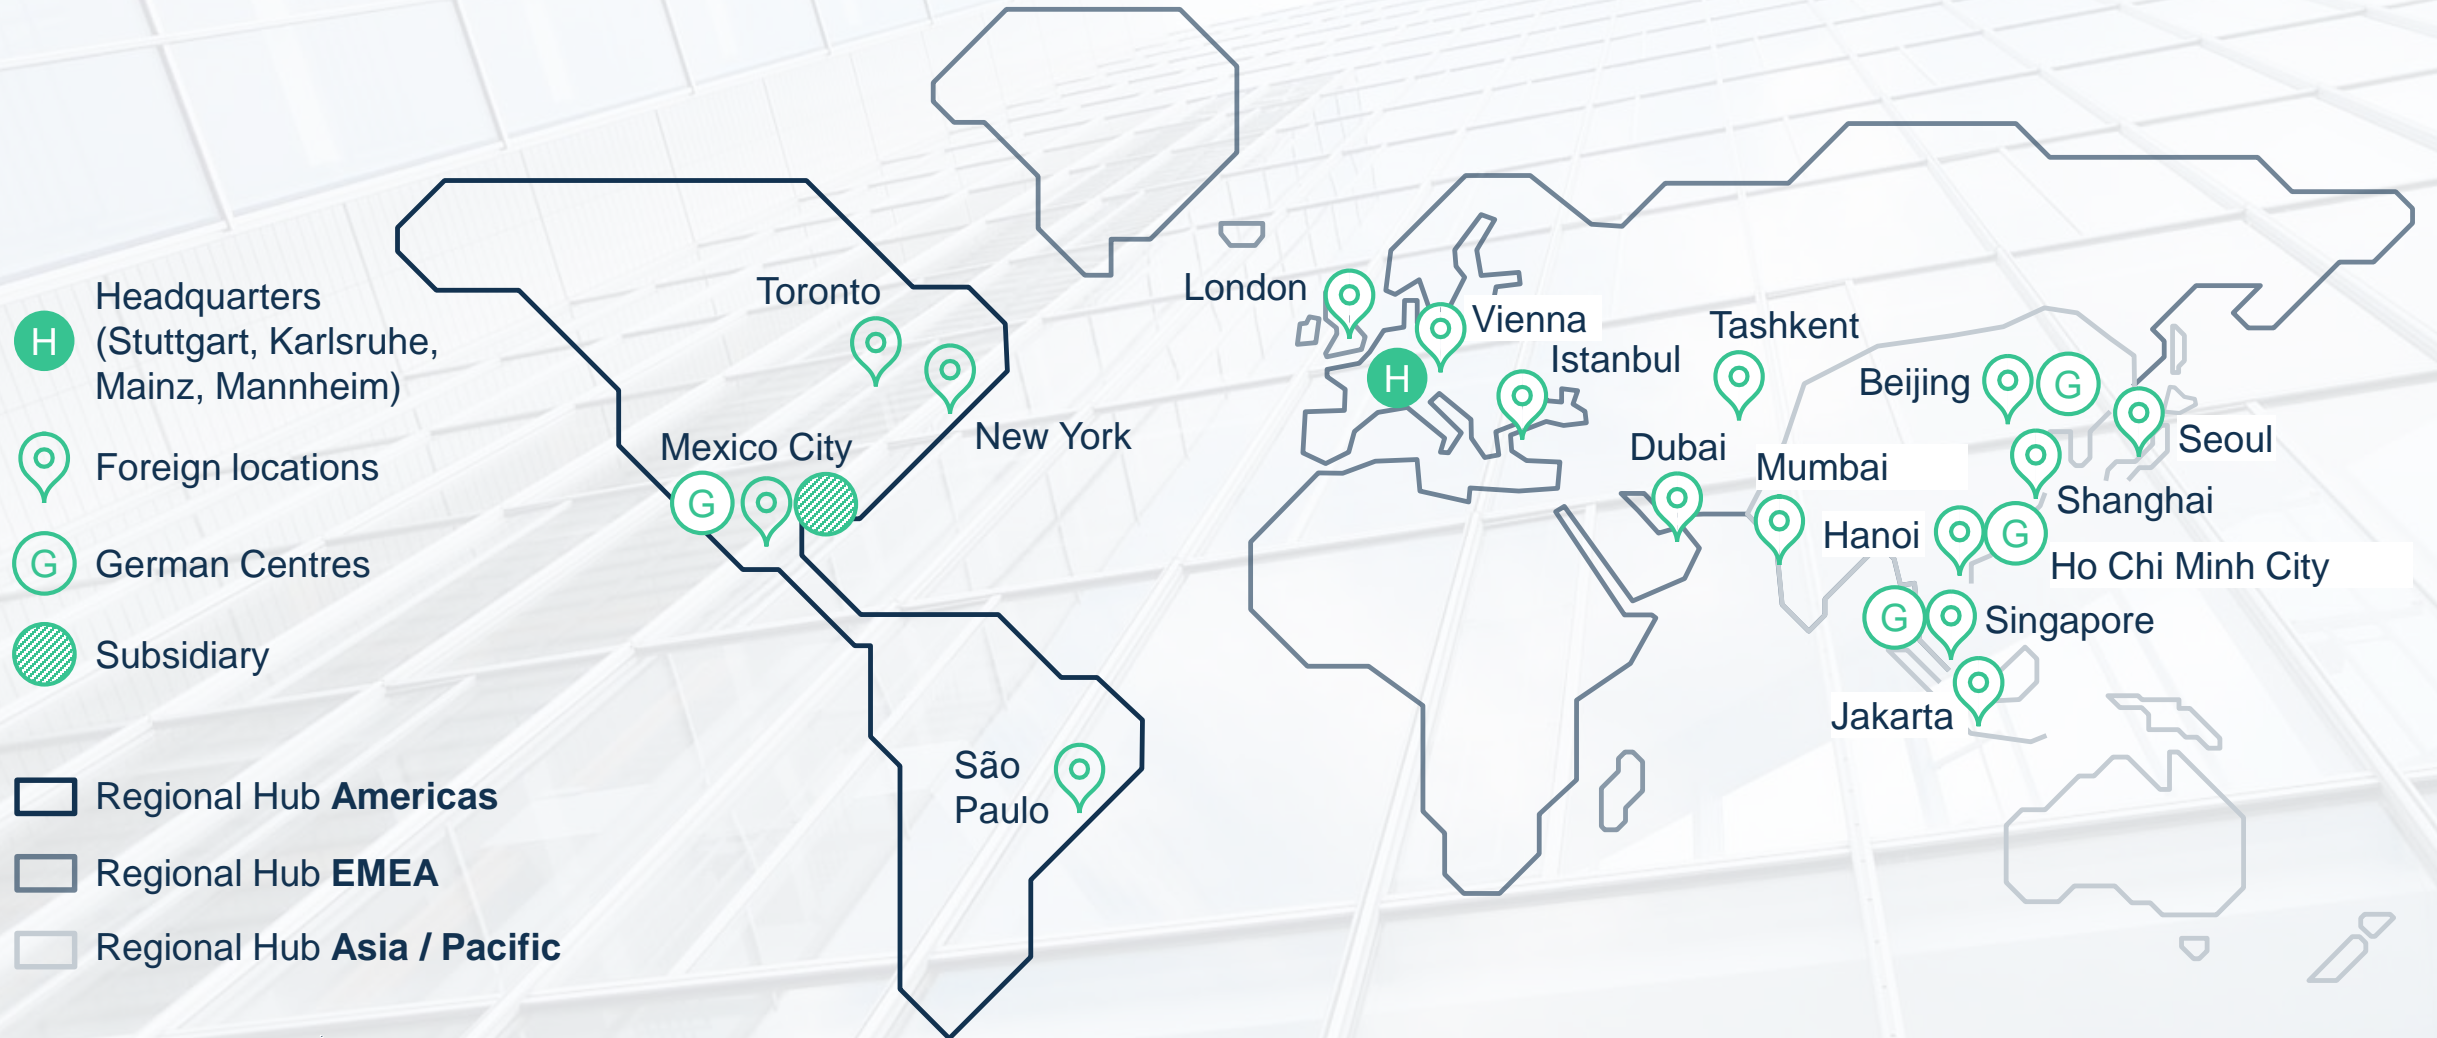 H
Headquarters
(Stuttgart, Karlsruhe,
Mainz, Mannheim)
Foreign locations
G
German Centres
Subsidiary
Regional Hub Americas
Regional Hub EMEA
Regional Hub Asia / Pacific
Toronto
New York
Mexico City
G
São
Paulo
London
Vienna
H
Istanbul
Tashkent
Dubai
Mumbai
Beijing
G
Seoul
Shanghai
Hanoi
G
Ho Chi Minh City
G
Singapore
Jakarta